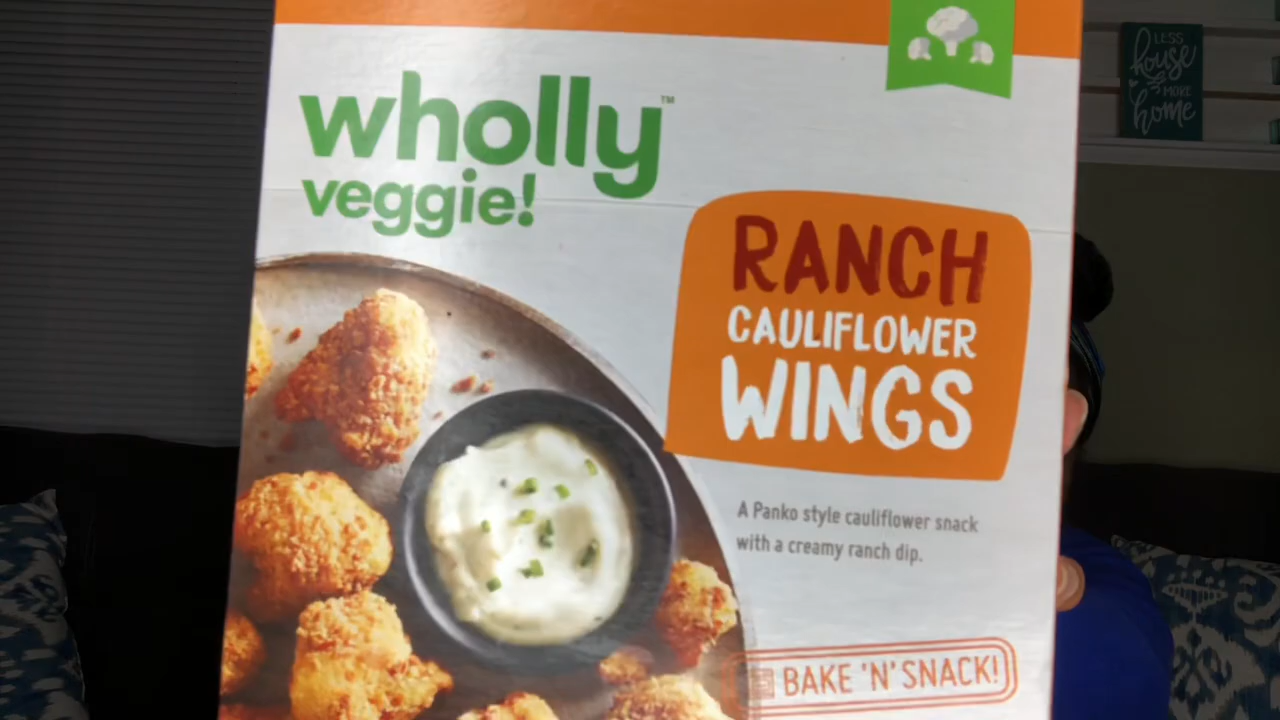 wholly™
veggie!
RANCH
CAULIFLOWER
WINGS
A Panko style cauliflower snack
with a creamy ranch dip.
BAKE 'N' SNACK!
LESS
house
MORE
home